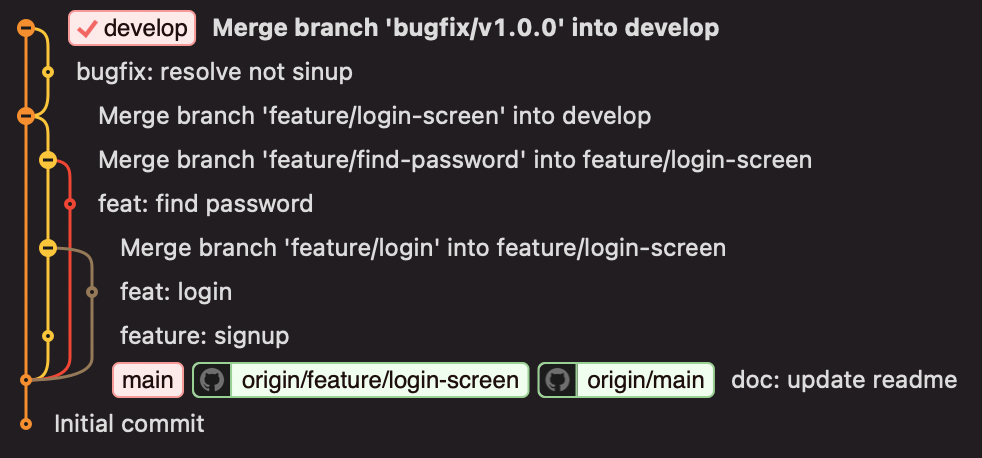 develop Merge branch 'bugfix/v1.0.0' into develop
bugfix: resolve not sinup
Merge branch 'feature/login-screen' into develop
Merge branch 'feature/find-password' into feature/login-screen
feat: find password
Merge branch 'feature/login' into feature/login-screen
feat: login
feature: signup
main origin/feature/login-screen origin/main doc: update readme
Initial commit